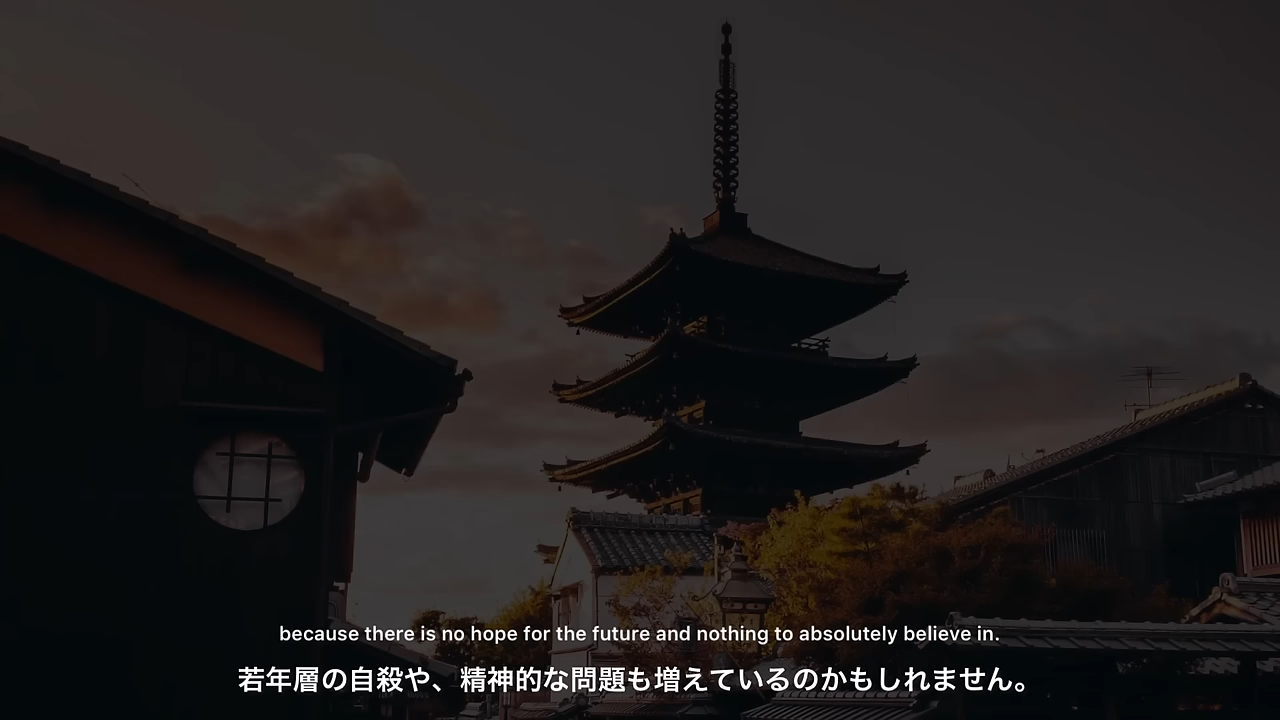 because there is no hope for the future and nothing to absolutely believe in.
若年層の自殺や、精神的な問題も増えているのかもしれません。